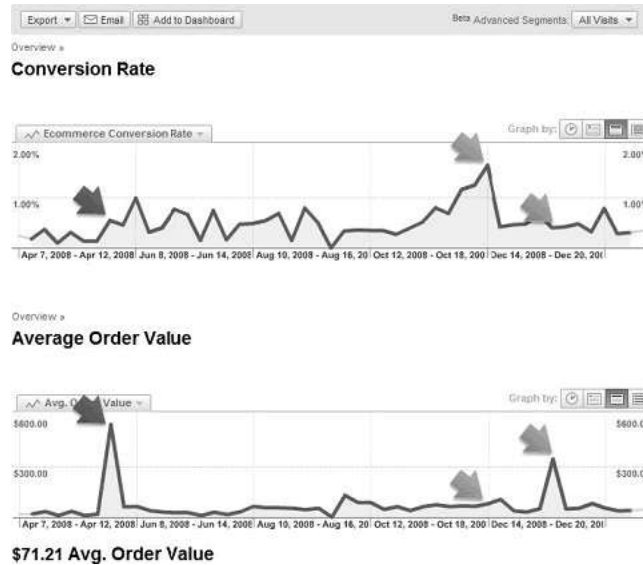 Export Email Add to Dashboard Beta Advanced Segments: All Visits
Overview »
Conversion Rate
Ecommerce Conversion Rate Graph by:
2.00% 2.00%
1.00% 1.00%
Apr 7, 2008 - Apr 12, 2008 Jun 8, 2008 - Jun 14, 2008 Aug 10, 2008 - Aug 16, 20 Oct 12, 2008 - Oct 18, 200 Dec 14, 2008 - Dec 20, 20
Overview »
Average Order Value
Avg. Value Graph by:
$600.00 $600.0
$300.00 $300.0
Apr 7, 2008 - Apr 12, 2008 Jun 8, 2008 - Jun 14, 2008 Aug 10, 2008 - Aug 16, 20 Oct 12, 2008 - Oct 18, 200 Dec 14, 2008 - Dec 20, 20
$71.21 Avg. Order Value